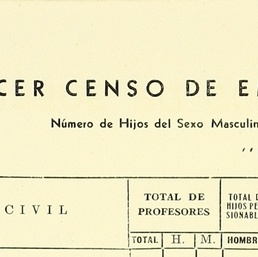 CER CENSO DE E
Número de Hijos del Sexo Masculin
CIVIL
TOTAL DE
PROFESORES
TOTAL D
HIJOS PE
SIONABL
TOTAL H. M. HOMBR